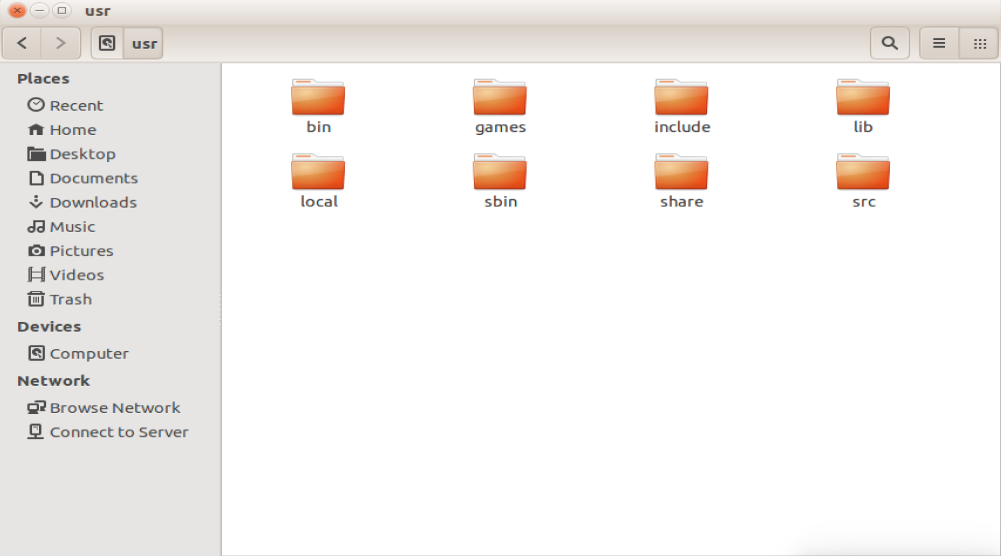 usr
usr
Places
Recent
Home
Desktop
Documents
Downloads
Music
Pictures
Videos
Trash
Devices
Computer
Network
Browse Network
Connect to Server
bin games include lib
local sbin share src